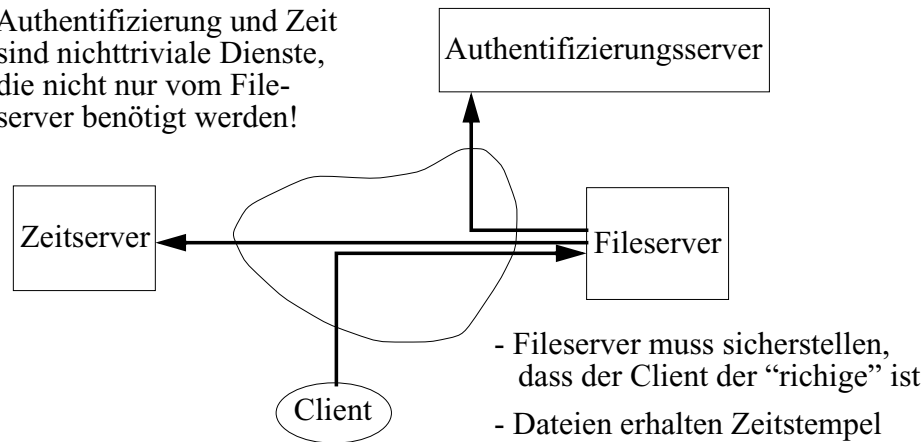 Authentifizierung und Zeit
sind nichttriviale Dienste,
die nicht nur vom File-
server benötigt werden!
Authentifizierungsserver
Zeitserver
Fileserver
Client
- Fileserver muss sicherstellen,
dass der Client der “richige” ist
- Dateien erhalten Zeitstempel